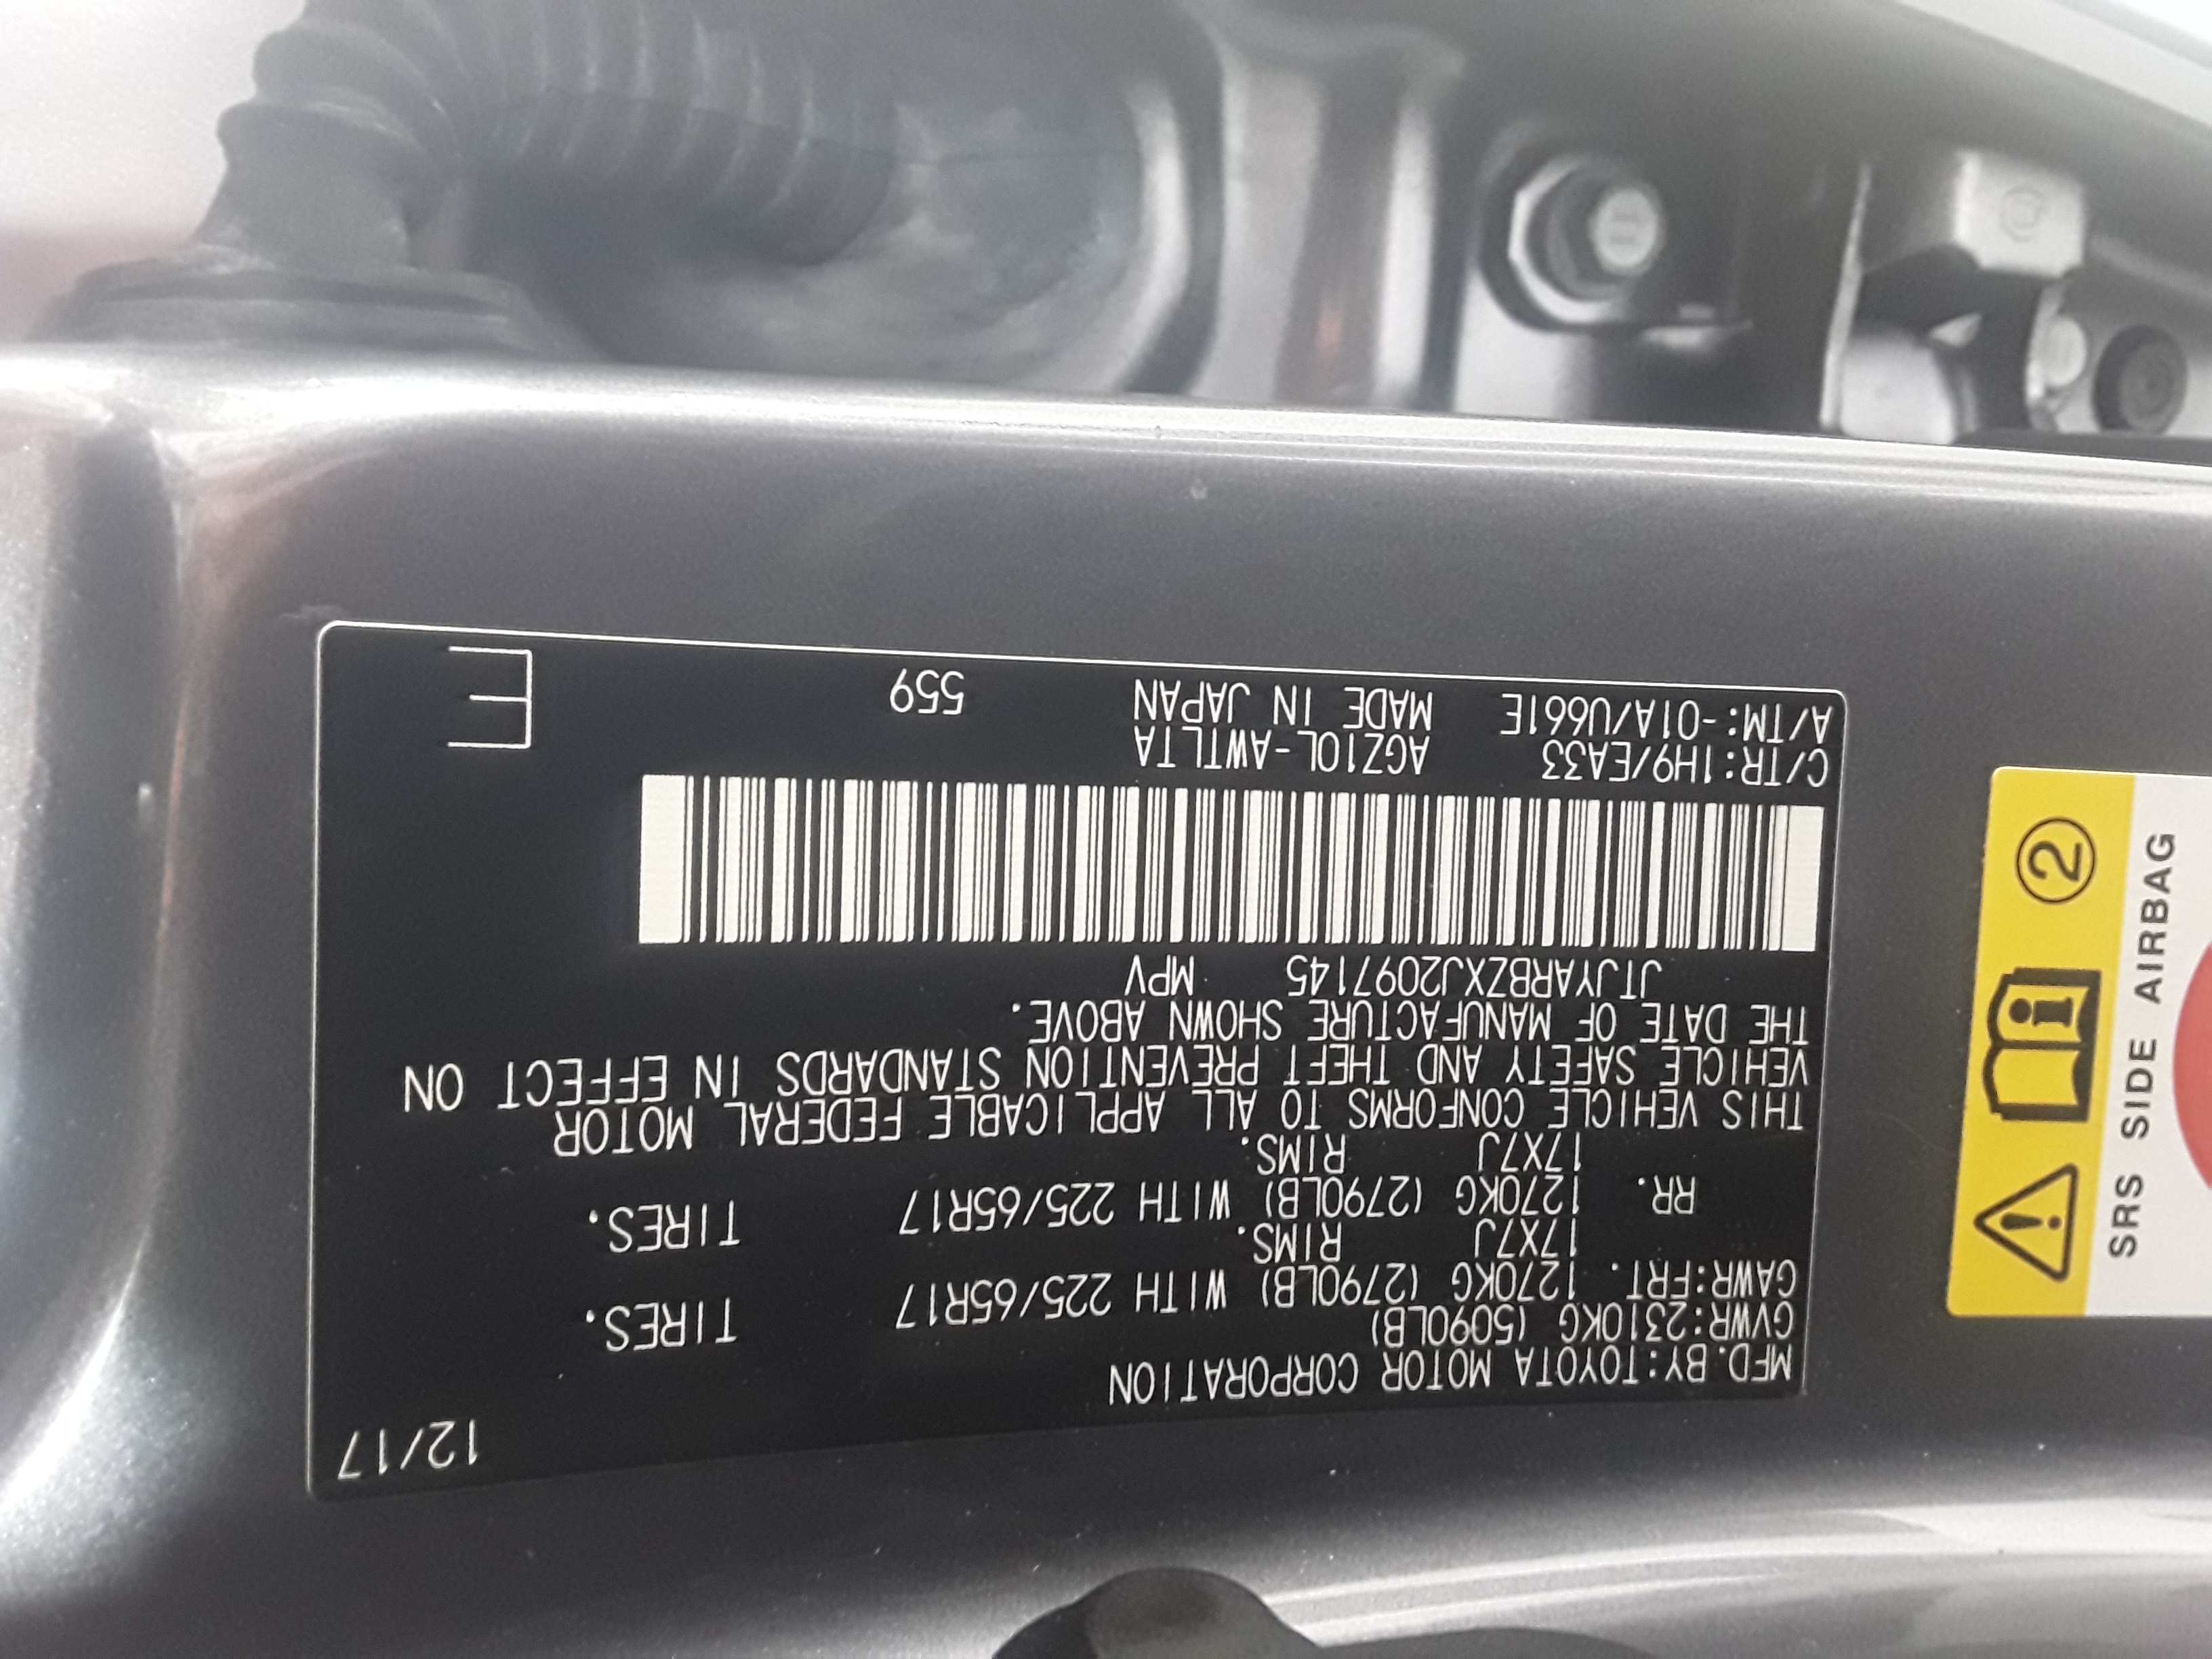 12/17
MFD.BY:TOYOTA MOTOR CORPORATION
GVWR:2310KG (5090LB)
GAWR:FRT. 1270KG (2790LB) WITH 225/65R17 TIRES.
17X7J RIMS.
RR. 1270KG (2790LB) WITH 225/65R17 TIRES.
17X7J RIMS.
THIS VEHICLE CONFORMS TO ALL APPLICABLE FEDERAL MOTOR
VEHICLE SAFETY AND THEFT PREVENTION STANDARDS IN EFFECT ON
THE DATE OF MANUFACTURE SHOWN ABOVE.
JTJYARBZXJ2097145 MPV
C/TR:1H9/EA33 AGZ10L-AWTLTA
A/TM:-01A/U661E MADE IN JAPAN 559 E
2
SRS SIDE AIRBAG